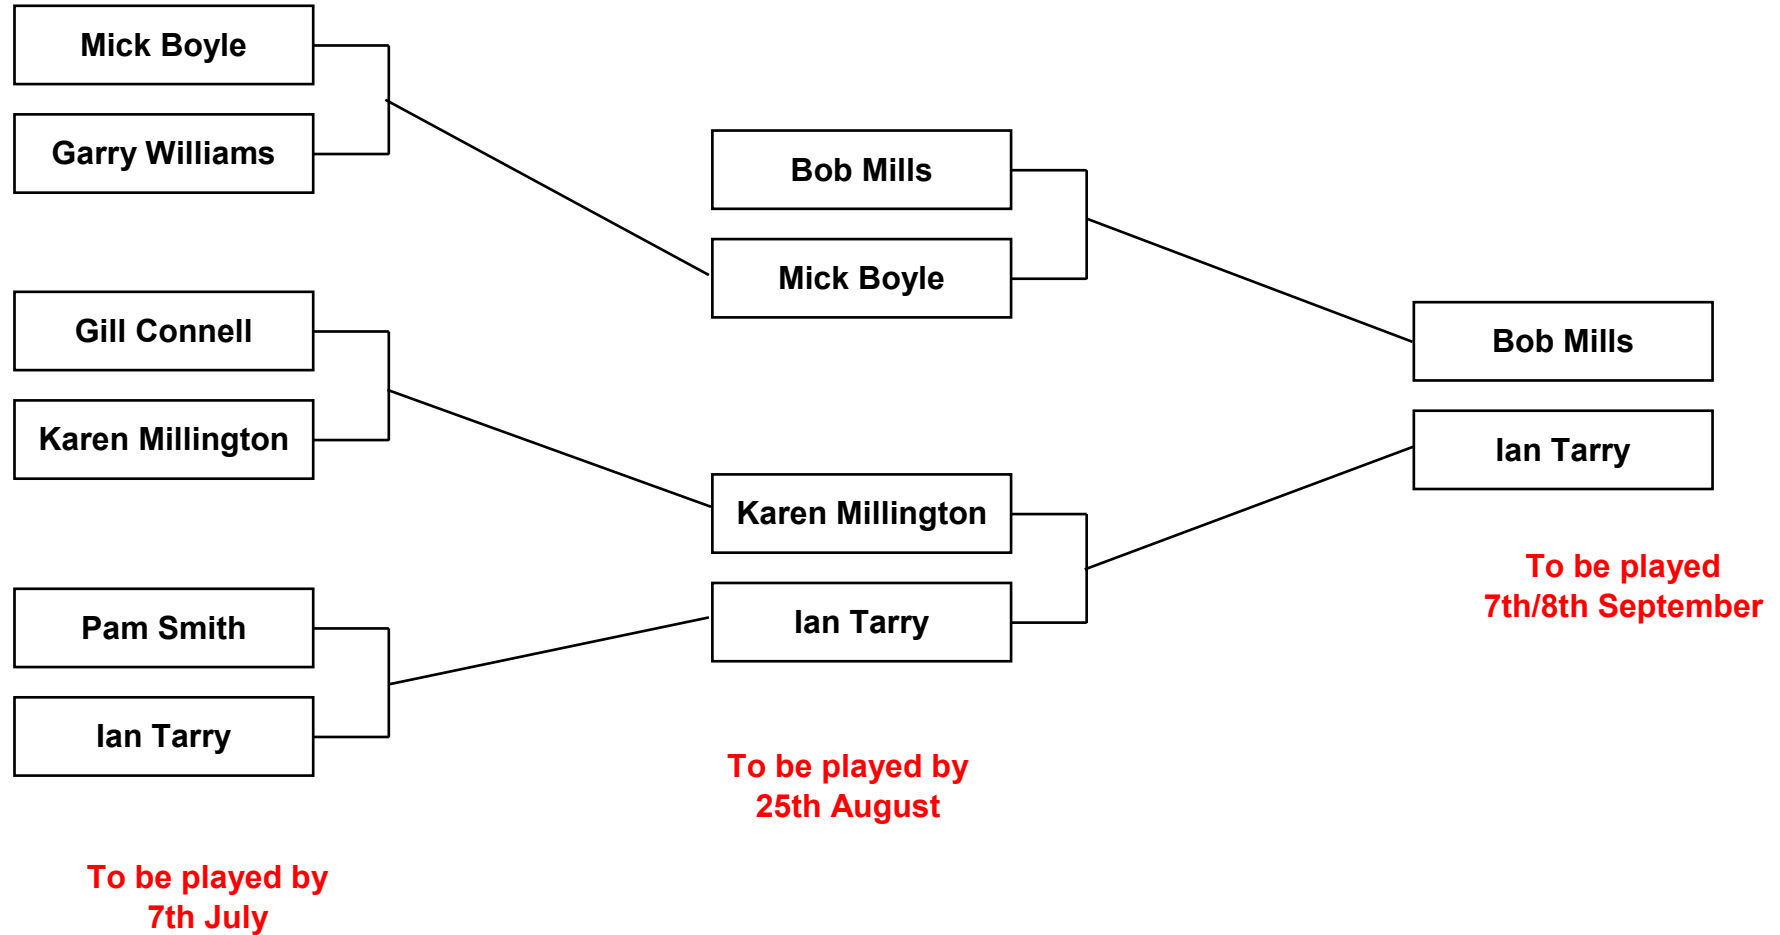 Mick Boyle
Garry Williams
Gill Connell
Karen Millington
Pam Smith
Ian Tarry
To be played by
7th July
Bob Mills
Mick Boyle
Karen Millington
Ian Tarry
To be played by
25th August
Bob Mills
Ian Tarry
To be played
7th/8th September